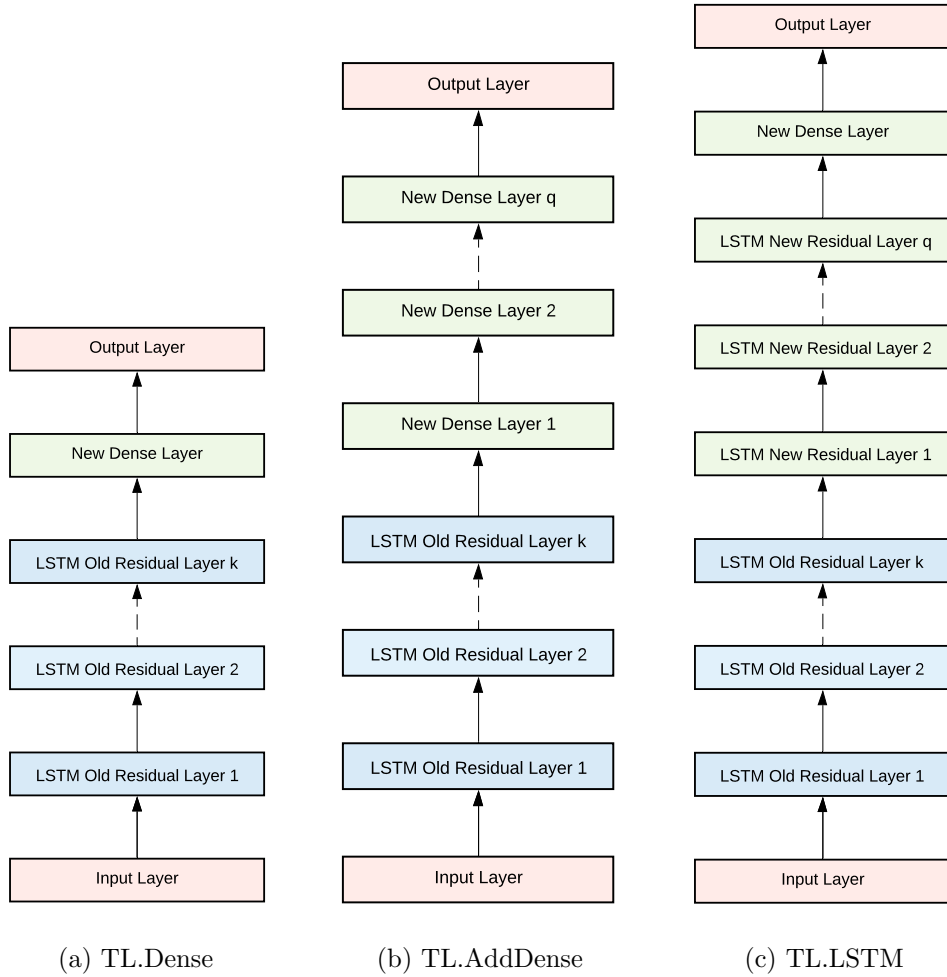 Output Layer
New Dense Layer
LSTM Old Residual Layer k
LSTM Old Residual Layer 2
LSTM Old Residual Layer 1
Input Layer
(a) TL.Dense
Output Layer
New Dense Layer q
New Dense Layer 2
New Dense Layer 1
LSTM Old Residual Layer k
LSTM Old Residual Layer 2
LSTM Old Residual Layer 1
Input Layer
(b) TL.AddDense
Output Layer
New Dense Layer
LSTM New Residual Layer q
LSTM New Residual Layer 2
LSTM New Residual Layer 1
LSTM Old Residual Layer k
LSTM Old Residual Layer 2
LSTM Old Residual Layer 1
Input Layer
(c) TL.LSTM